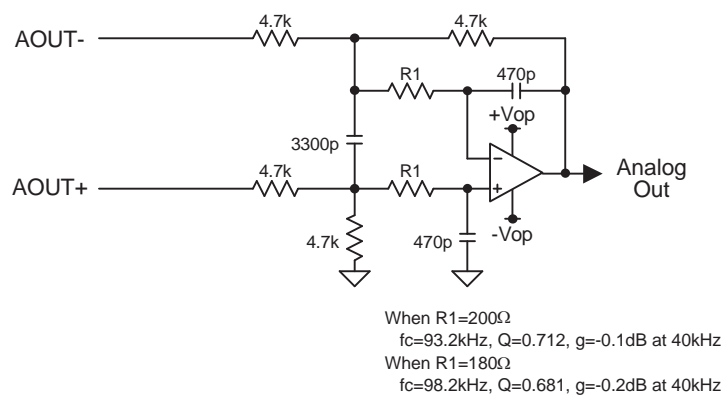 4.7k
4.7k
AOUT-
R1
470p
+Vop
3300p
−
4.7k
Analog
Out
AOUT+
R1
+
4.7k
470p
-Vop
When R1=200Ω
fc=93.2kHz, Q=0.712, g=-0.1dB at 40kHz
When R1=180Ω
fc=98.2kHz, Q=0.681, g=-0.2dB at 40kHz